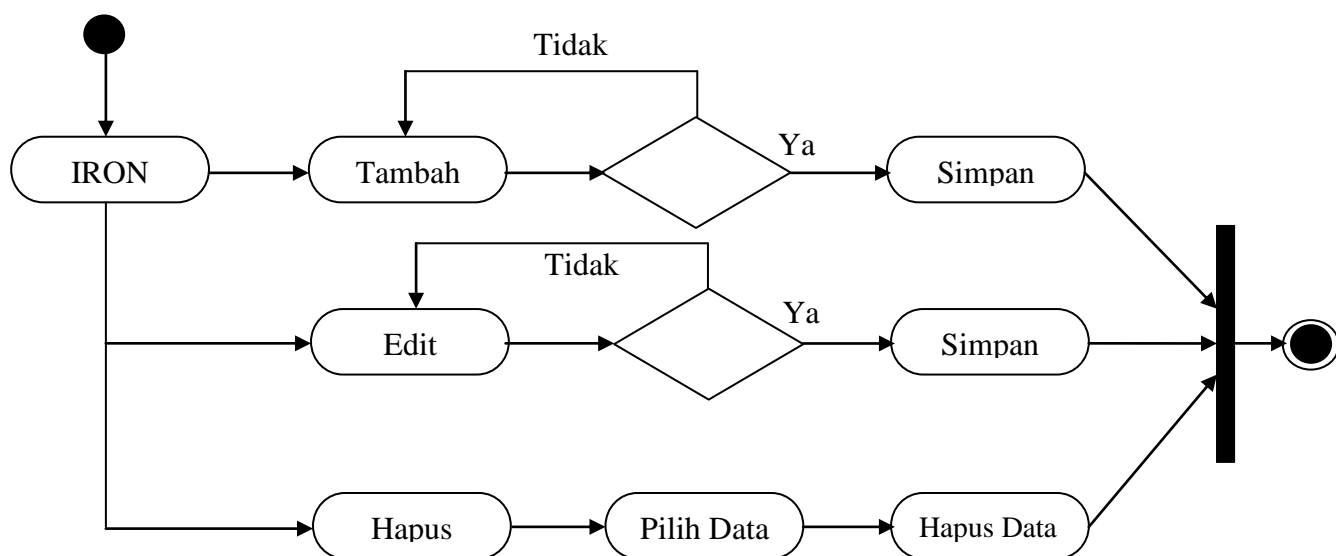 Tidak
IRON
Tambah
Ya
Simpan
Tidak
Edit
Ya
Simpan
Hapus
Pilih Data
Hapus Data